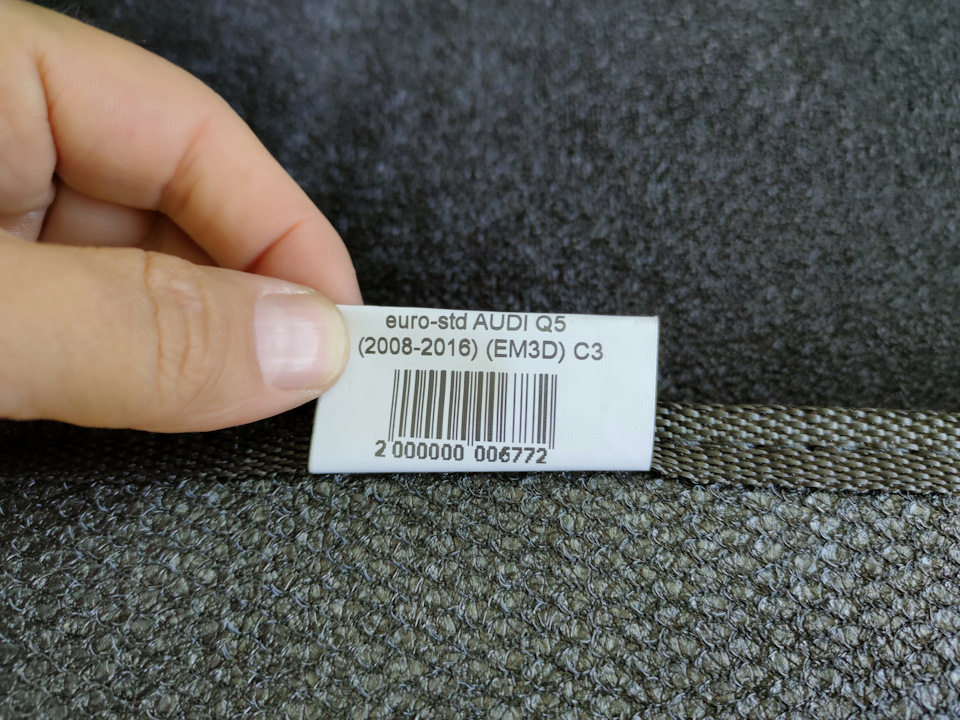 euro-std AUDI Q5
(2008-2016) (EM3D) C3
2 000000 006772